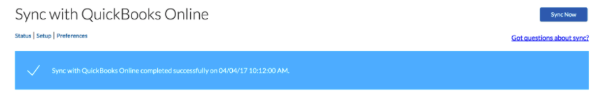 Sync with QuickBooks Online
Sync Now
Status | Setup | Preferences
Got questions about sync?
Sync with QuickBooks Online completed successfully on 04/04/17 10:12:00 AM.